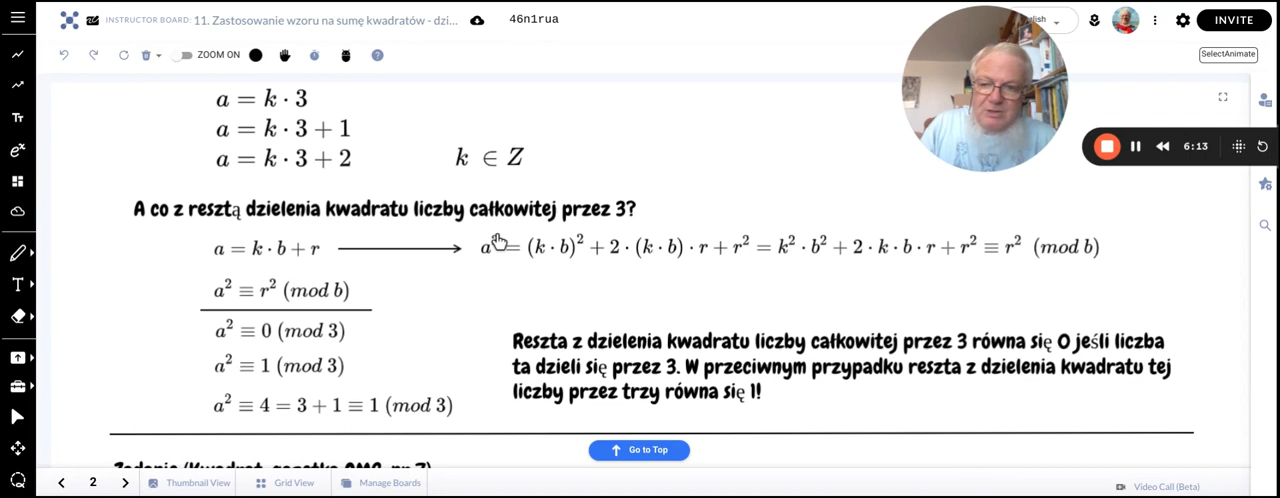 INSTRUCTOR BOARD: 11. Zastosowanie wzoru na sumę kwadratów - dzi...
46n1rua
INVITE
ZOOM ON
SelectAnimate
6:13
a = k · 3
a = k · 3 + 1
a = k · 3 + 2
k ∈ Z
A co z resztą dzielenia kwadratu liczby całkowitej przez 3?
a = k · b + r
a = (k · b)² + 2 · (k · b) · r + r² = k² · b² + 2 · k · b · r + r² ≡ r² (mod b)
a² ≡ r² (mod b)
a² ≡ 0 (mod 3)
a² ≡ 1 (mod 3)
a² ≡ 4 = 3 + 1 ≡ 1 (mod 3)
Reszta z dzielenia kwadratu liczby całkowitej przez 3 równa się 0 jeśli liczba
ta dzieli się przez 3. W przeciwnym przypadku reszta z dzielenia kwadratu tej
liczby przez trzy równa się 1!
Go to Top
2
Thumbnail View
Grid View
Manage Boards
Video Call (Beta)